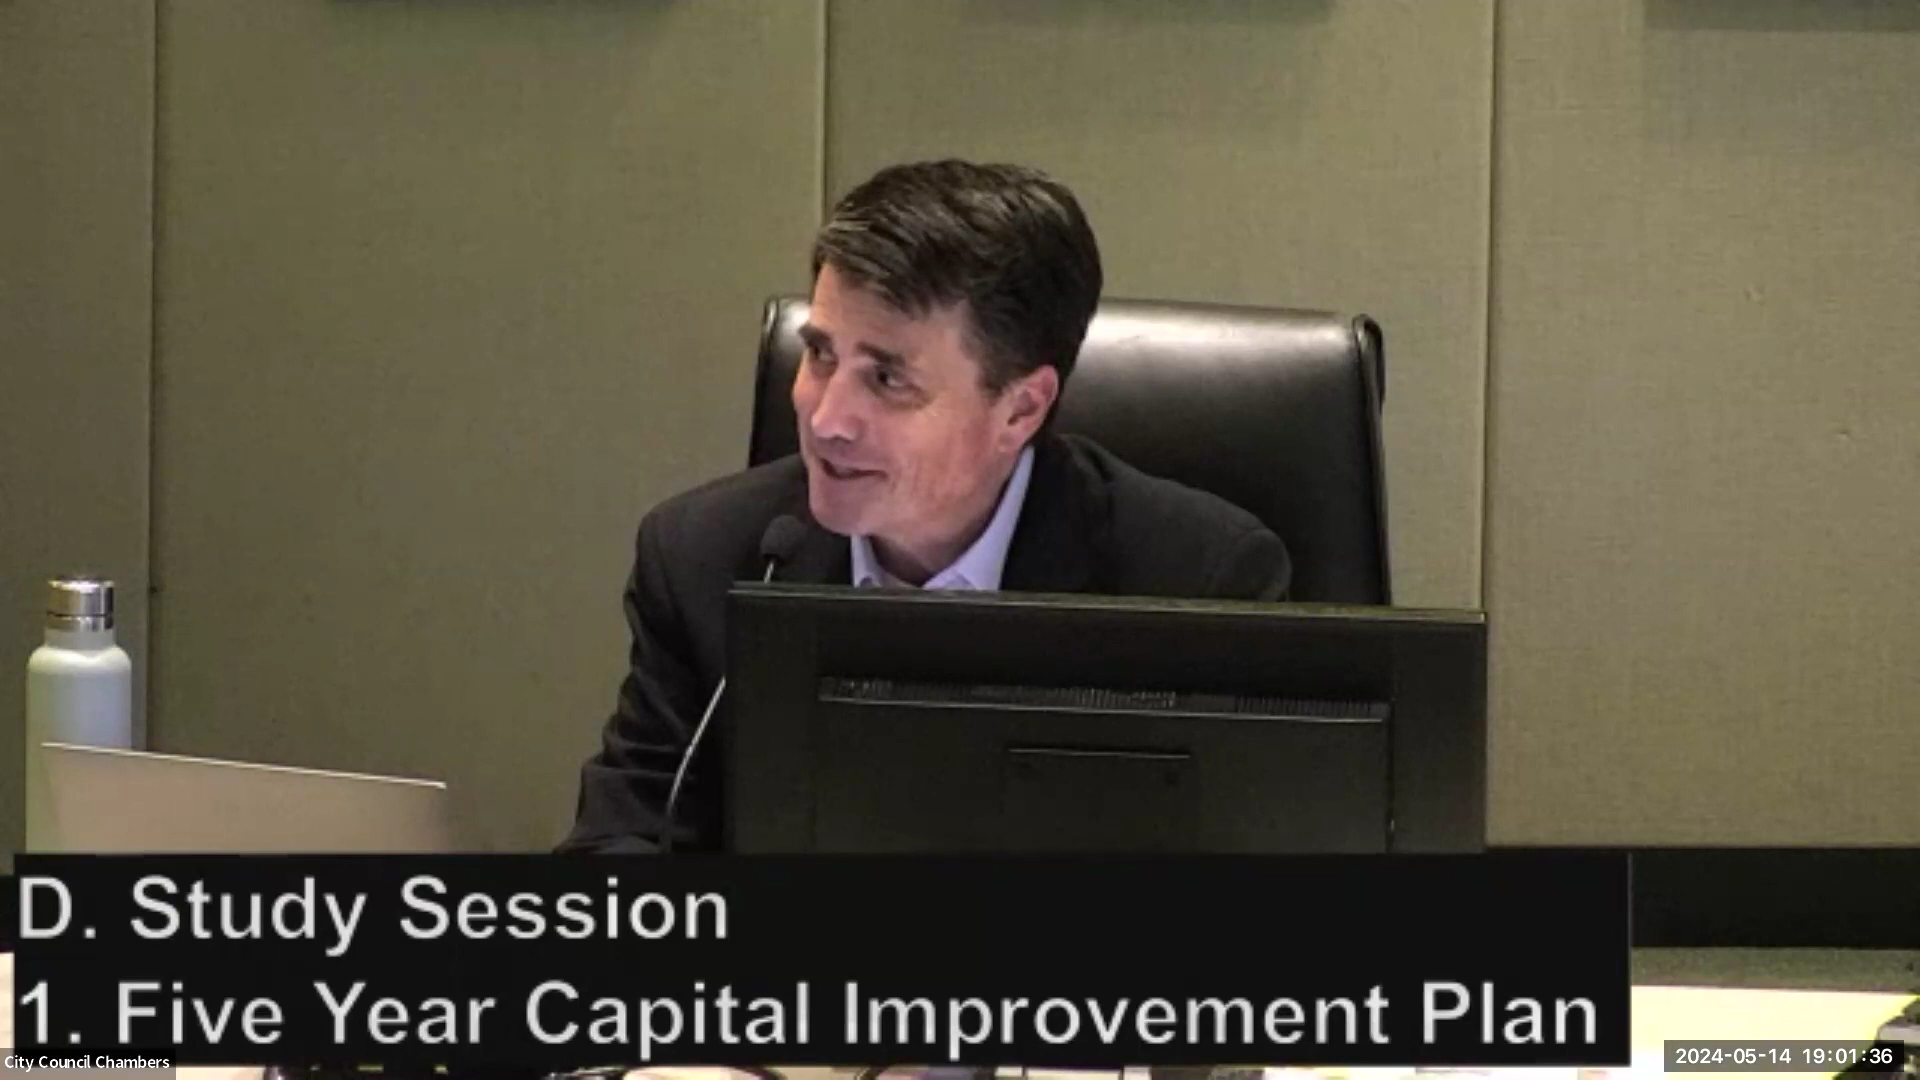 D. Study Session
1. Five Year Capital Improvement Plan
City Council Chambers
2024-05-14 19:01:36